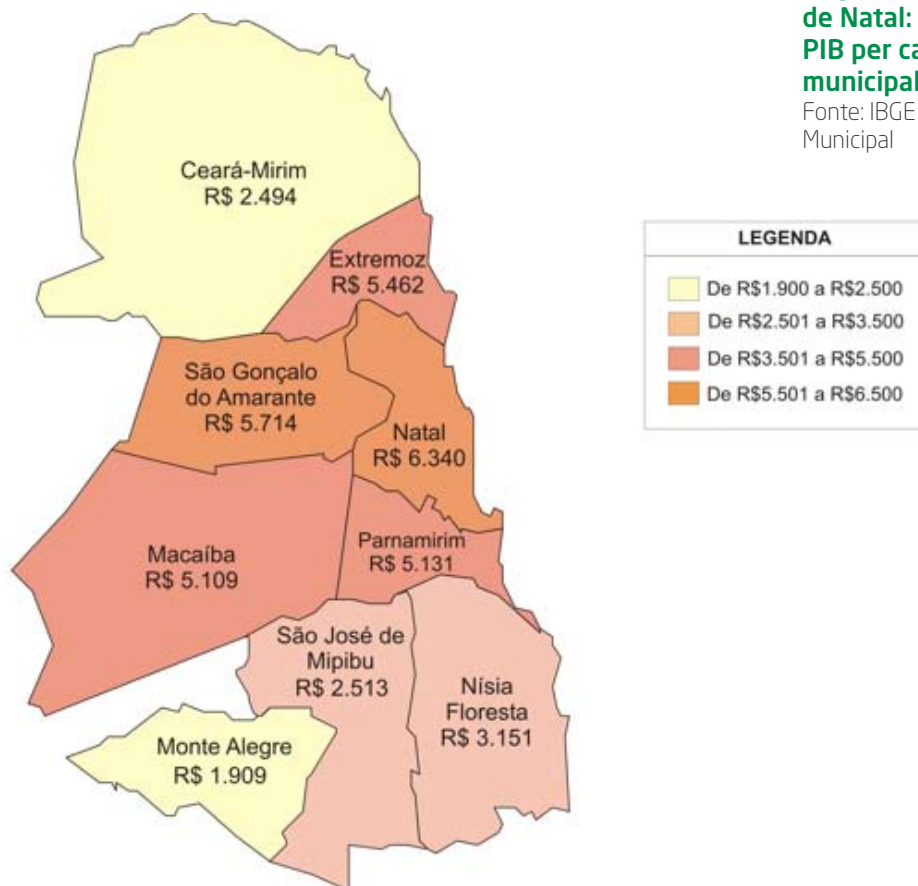 de Natal:
PIB per ca
municipal
Fonte: IBGE
Municipal
Ceará-Mirim
R$ 2.494
Extremoz
R$ 5.462
São Gonçalo
do Amarante
R$ 5.714
Natal
R$ 6.340
Macaíba
R$ 5.109
Parnamirim
R$ 5.131
São José de
Mipibu
R$ 2.513
Nísia
Floresta
R$ 3.151
Monte Alegre
R$ 1.909
LEGENDA
De R$1.900 a R$2.500
De R$2.501 a R$3.500
De R$3.501 a R$5.500
De R$5.501 a R$6.500